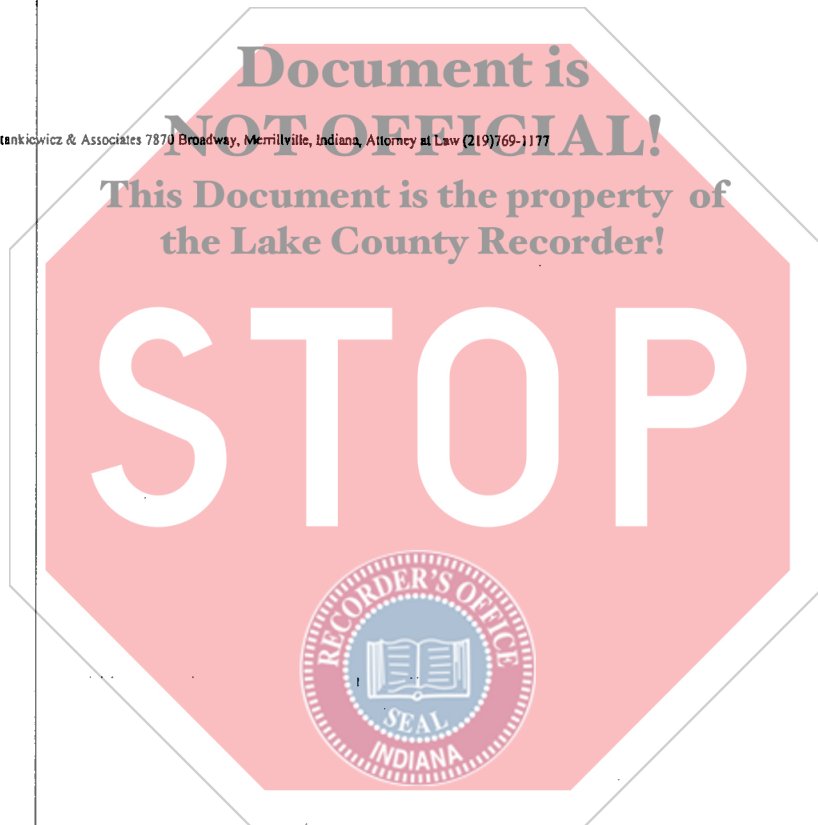 Document is
NOT OFFICIAL!
tankiewicz & Associates 7870 Broadway, Merrillville, Indiana, Attorney at Law (219)769-1177
This Document is the property of
the Lake County Recorder!
STOP
RECORDER'S OFFICE
SEAL
INDIANA